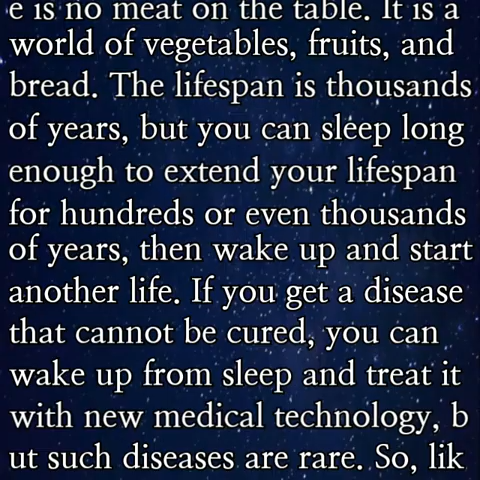 e is no meat on the table. It is a
world of vegetables, fruits, and
bread. The lifespan is thousands
of years, but you can sleep long
enough to extend your lifespan
for hundreds or even thousands
of years, then wake up and start
another life. If you get a disease
that cannot be cured, you can
wake up from sleep and treat it
with new medical technology, b
ut such diseases are rare. So, lik